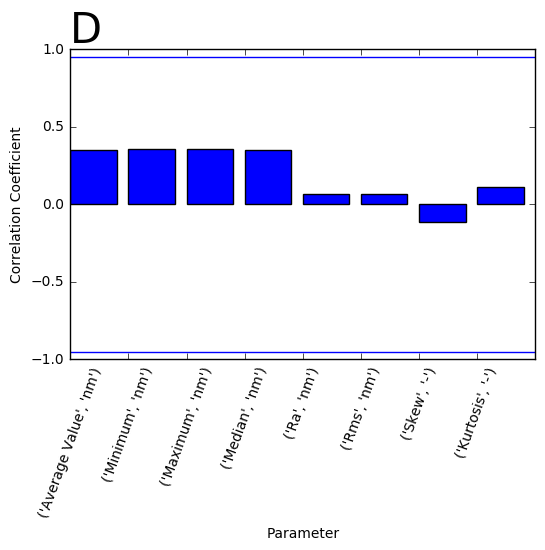 D
1.0
0.5
0.0
−0.5
−1.0
Correlation Coefficient
('Average Value', 'nm')
('Minimum', 'nm')
('Maximum', 'nm')
('Median', 'nm')
('Ra', 'nm')
('Rms', 'nm')
('Skew', '-')
('Kurtosis', '-')
Parameter